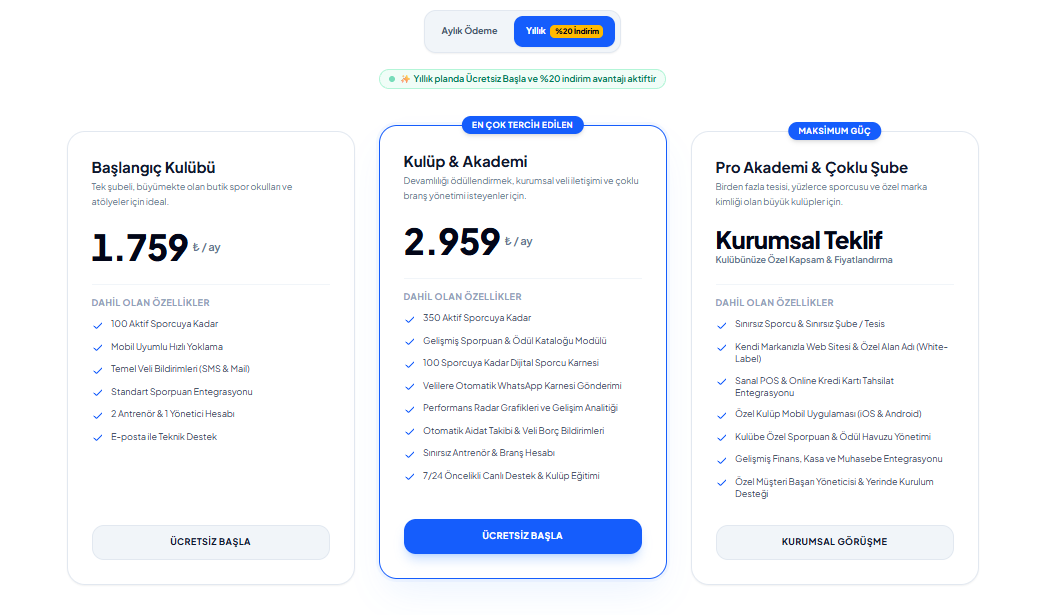 Aylık Ödeme
Yıllık %20 İndirim
✨ Yıllık planda Ücretsiz Başla ve %20 indirim avantajı aktiftir
Başlangıç Kulübü
Tek şubeli, büyümekte olan butik spor okulları ve
atölyeler için ideal.
1.759 ₺ / ay
DAHİL OLAN ÖZELLİKLER
100 Aktif Sporcuya Kadar
Mobil Uyumlu Hızlı Yoklama
Temel Veli Bildirimleri (SMS & Mail)
Standart Sporpuan Entegrasyonu
2 Antrenör & 1 Yönetici Hesabı
E-posta ile Teknik Destek
ÜCRETSİZ BAŞLA
EN ÇOK TERCİH EDİLEN
Kulüp & Akademi
Devamlılığı ödüllendirmek, kurumsal veli iletişimi ve çoklu
branş yönetimi isteyenler için.
2.959 ₺ / ay
DAHİL OLAN ÖZELLİKLER
350 Aktif Sporcuya Kadar
Gelişmiş Sporpuan & Ödül Kataloğu Modülü
100 Sporcuya Kadar Dijital Sporcu Karnesi
Velilere Otomatik WhatsApp Karnesi Gönderimi
Performans Radar Grafikleri ve Gelişim Analitiği
Otomatik Aidat Takibi & Veli Borç Bildirimleri
Sınırsız Antrenör & Branş Hesabı
7/24 Öncelikli Canlı Destek & Kulüp Eğitimi
ÜCRETSİZ BAŞLA
MAKSİMUM GÜÇ
Pro Akademi & Çoklu Şube
Birden fazla tesisi, yüzlerce sporcusu ve özel marka
kimliği olan büyük kulüpler için.
Kurumsal Teklif
Kulübünüze Özel Kapsam & Fiyatlandırma
DAHİL OLAN ÖZELLİKLER
Sınırsız Sporcu & Sınırsız Şube / Tesis
Kendi Markanızla Web Sitesi & Özel Alan Adı (White-
Label)
Sanal POS & Online Kredi Kartı Tahsilat
Entegrasyonu
Özel Kulüp Mobil Uygulaması (iOS & Android)
Kulübe Özel Sporpuan & Ödül Havuzu Yönetimi
Gelişmiş Finans, Kasa ve Muhasebe Entegrasyonu
Özel Müşteri Başarı Yöneticisi & Yerinde Kurulum
Desteği
KURUMSAL GÖRÜŞME